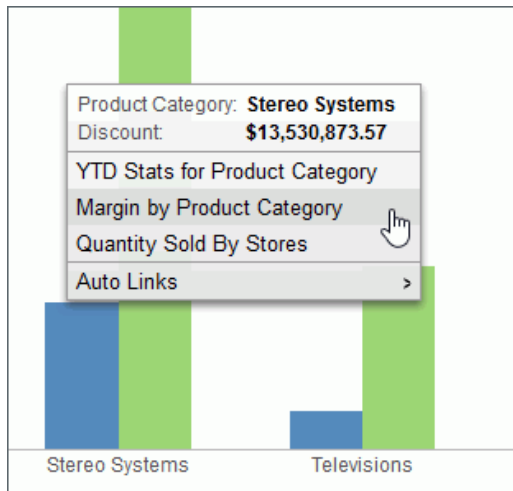 Product Category: Stereo Systems
Discount: $13,530,873.57
YTD Stats for Product Category
Margin by Product Category
Quantity Sold By Stores
Auto Links >
Stereo Systems Televisions